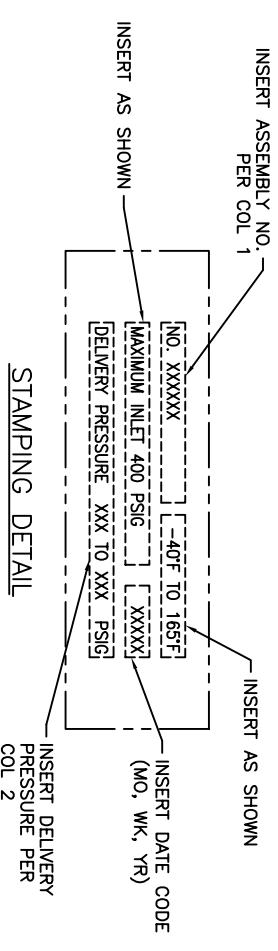 INSERT ASSEMBLY NO.
PER COL 1
INSERT AS SHOWN
NO. XXXXXX
-40°F TO 165°F
MAXIMUM INLET 400 PSIG
XXXXX
DELIVERY PRESSURE XXX TO XXX PSIG
INSERT AS SHOWN
INSERT DATE CODE
(MO, WK, YR)
INSERT DELIVERY
PRESSURE PER
COL 2
STAMPING DETAIL